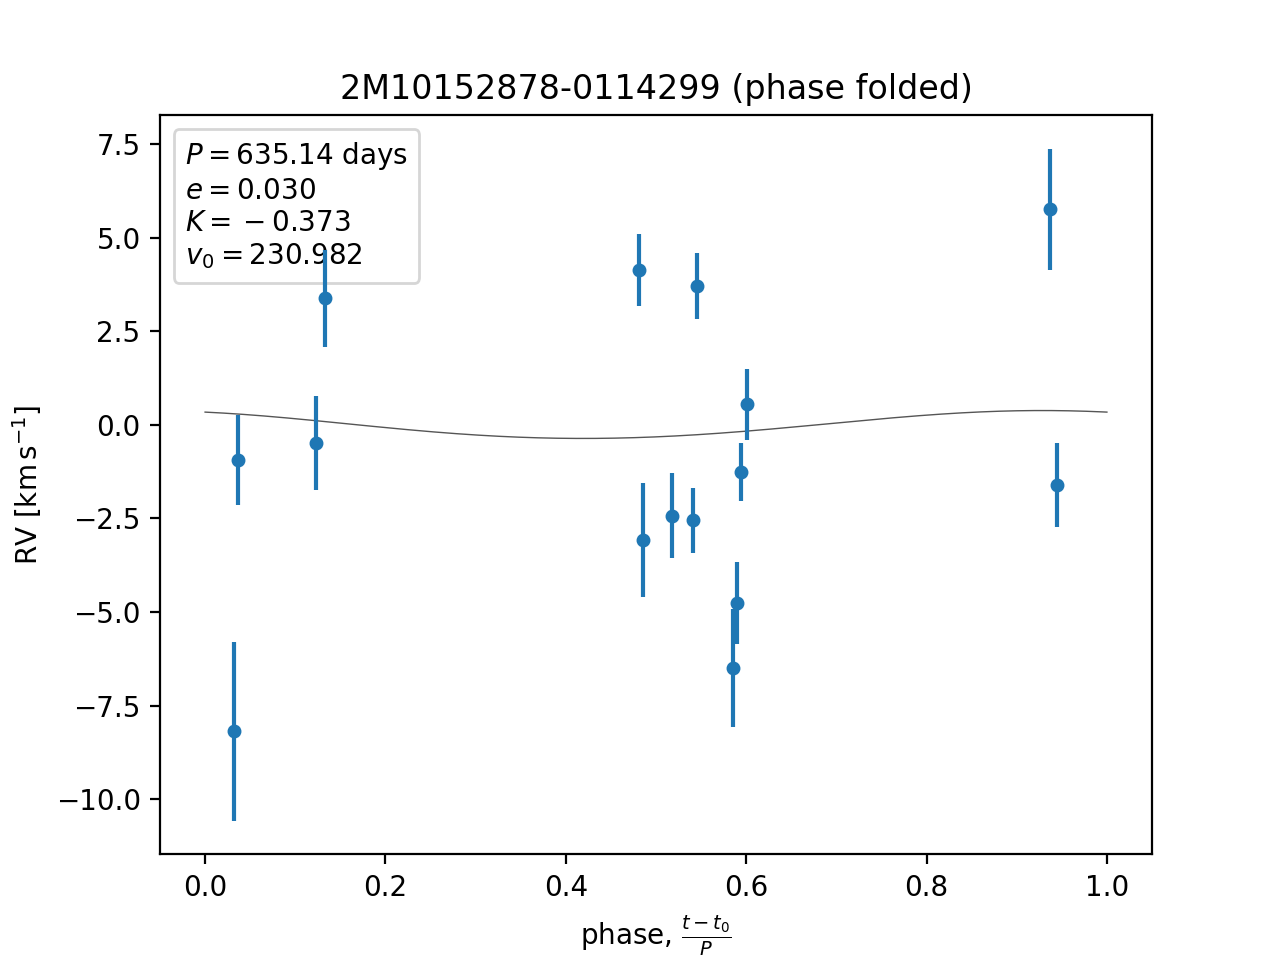 2M10152878-0114299 (phase folded)
P = 635.14 days
e = 0.030
K = −0.373
v₀ = 230.982
7.5
5.0
2.5
0.0
−2.5
−5.0
−7.5
−10.0
RV [km s⁻¹]
0.0 0.2 0.4 0.6 0.8 1.0
phase, (t − t₀)/P